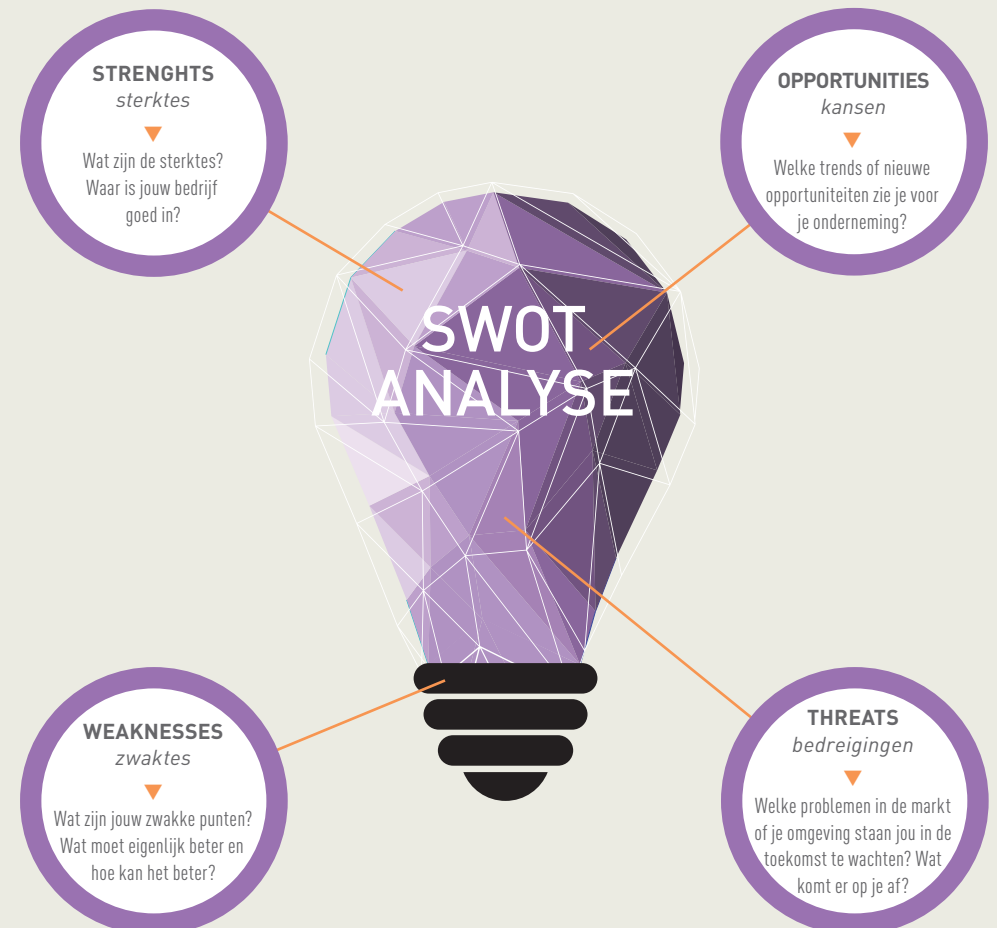 STRENGHTS
sterktes
Wat zijn de sterktes?
Waar is jouw bedrijf
goed in?
OPPORTUNITIES
kansen
Welke trends of nieuwe
opportuniteiten zie je voor
je onderneming?
SWOT
ANALYSE
WEAKNESSES
zwaktes
Wat zijn jouw zwakke punten?
Wat moet eigenlijk beter en
hoe kan het beter?
THREATS
bedreigingen
Welke problemen in de markt
of je omgeving staan jou in de
toekomst te wachten? Wat
komt er op je af?